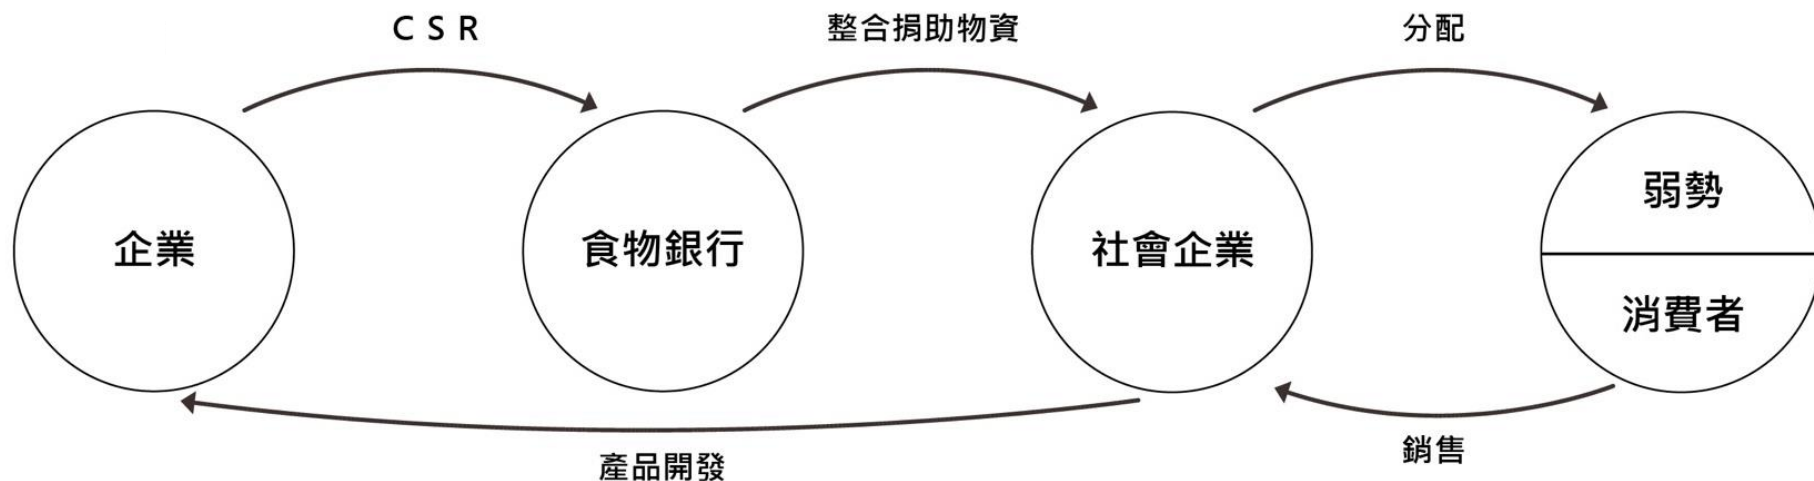 CSR
整合捐助物資
分配
企業
食物銀行
社會企業
弱勢
消費者
產品開發
銷售